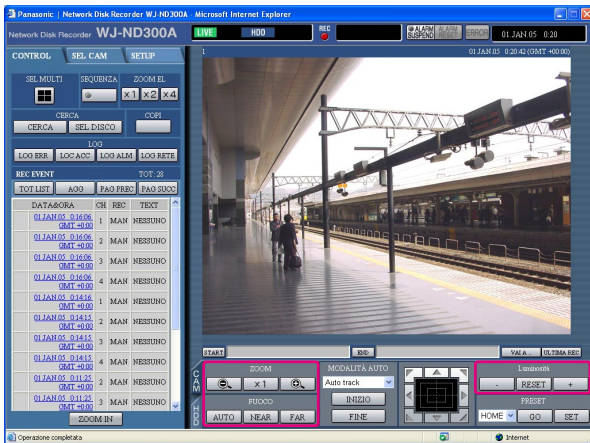 Panasonic | Network Disk Recorder WJ-ND300A - Microsoft Internet Explorer
Network Disk Recorder WJ-ND300A
LIVE HDD REC ALARM SUSPEND ALARM RESET ERROR 01.JAN.05 0:20
CONTROL SEL CAM SETUP
1 01.JAN.05 0:20:42 (GMT +00:00)
SEL MULTI SEQUENZA ZOOM EL
x1 x2 x4
CERCA COPI
CERCA SEL DISCO
LOG
LOG ERR LOC ACC LOG ALM LOG RETE
REC EVENT TOT: 28
TOT LIST AGG PAG PREC PAG SUCC
DATA&ORA CH REC TEXT
01.JAN.05 0:16:06 GMT +0:00 1 MAN NESSUNO
01.JAN.05 0:16:06 GMT +0:00 2 MAN NESSUNO
01.JAN.05 0:16:06 GMT +0:00 3 MAN NESSUNO
01.JAN.05 0:16:06 GMT +0:00 4 MAN NESSUNO
01.JAN.05 0:14:16 GMT +0:00 1 MAN NESSUNO
01.JAN.05 0:14:15 GMT +0:00 2 MAN NESSUNO
01.JAN.05 0:14:15 GMT +0:00 3 MAN NESSUNO
01.JAN.05 0:14:15 GMT +0:00 4 MAN NESSUNO
01.JAN.05 0:11:25 GMT +0:00 2 MAN NESSUNO
01.JAN.05 0:11:25 GMT +0:00 3 MAN NESSUNO
ZOOM IN
START END VAI A... ULTIMA REC
CAM
HDD
ZOOM
x1
FUOCO
AUTO NEAR FAR
MODALITÀ AUTO
Auto track
INIZIO
FINE
Luminosità
- RESET +
PRESET
HOME GO SET
Operazione completata Internet